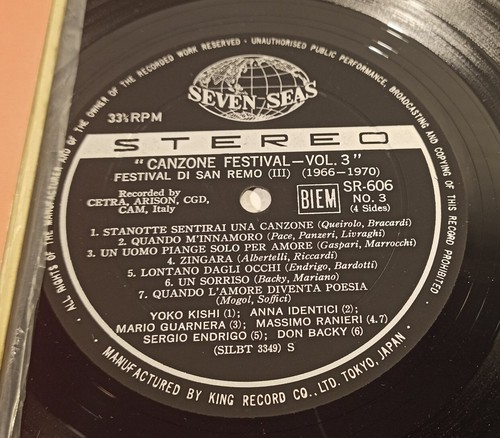 ALL RIGHTS OF THE MANUFACTURER AND OF THE OWNER OF THE RECORDED WORK RESERVED · UNAUTHORISED PUBLIC PERFORMANCE, BROADCASTING AND COPYING OF THIS RECORD PROHIBITED ·
SEVEN SEAS
33⅓ RPM
STEREO
"CANZONE FESTIVAL—VOL. 3"
FESTIVAL DI SAN REMO (III) (1966—1970)
Recorded by
CETRA, ARISON, CGD,
CAM, Italy
BIEM
SR-606
NO. 3
(4 Sides)
1. STANOTTE SENTIRAI UNA CANZONE (Queirolo, Bracardi)
2. QUANDO M'INNAMORO (Pace, Panzeri, Livraghi)
3. UN UOMO PIANGE SOLO PER AMORE (Gaspari, Marrocchi)
4. ZINGARA (Albertelli, Riccardi)
5. LONTANO DAGLI OCCHI (Endrigo, Bardotti)
6. UN SORRISO (Backy, Mariano)
7. QUANDO L'AMORE DIVENTA POESIA
(Mogol, Soffici)
YOKO KISHI (1); ANNA IDENTICI (2);
MARIO GUARNERA (3); MASSIMO RANIERI (4.7)
SERGIO ENDRIGO (5); DON BACKY (6)
(SILBT 3349) S
· MANUFACTURED BY KING RECORD CO., LTD. TOKYO, JAPAN ·